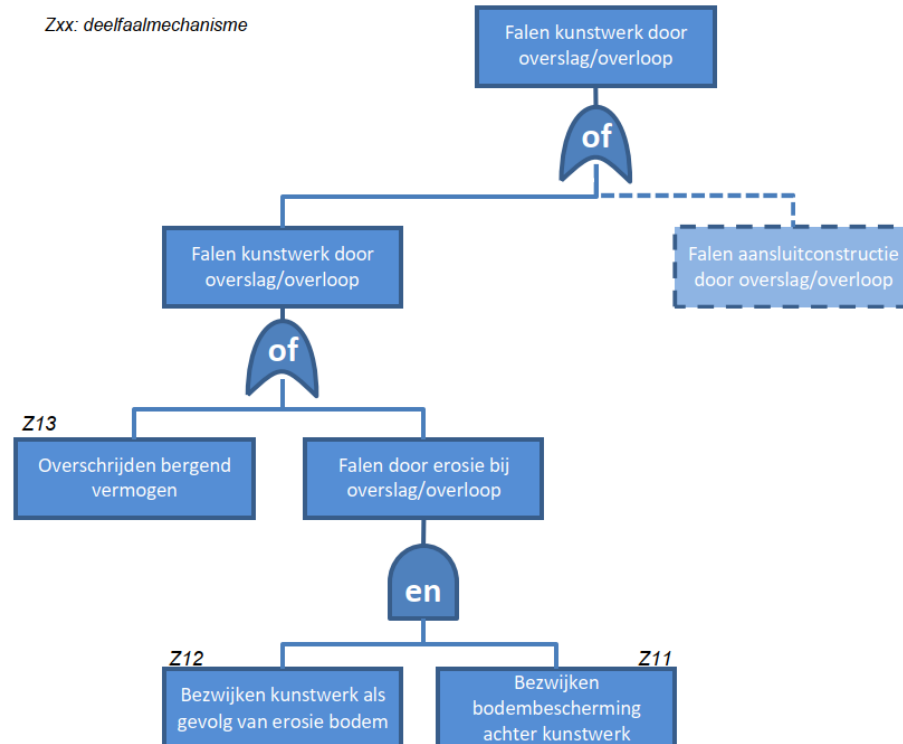 Zxx: deelfaalmechanisme
Falen kunstwerk door
overslag/overloop
of
Falen kunstwerk door
overslag/overloop
Falen aansluitconstructie
door overslag/overloop
of
Z13
Overschrijden bergend
vermogen
Falen door erosie bij
overslag/overloop
en
Z12
Bezwijken kunstwerk als
gevolg van erosie bodem
Z11
Bezwijken
bodembescherming
achter kunstwerk